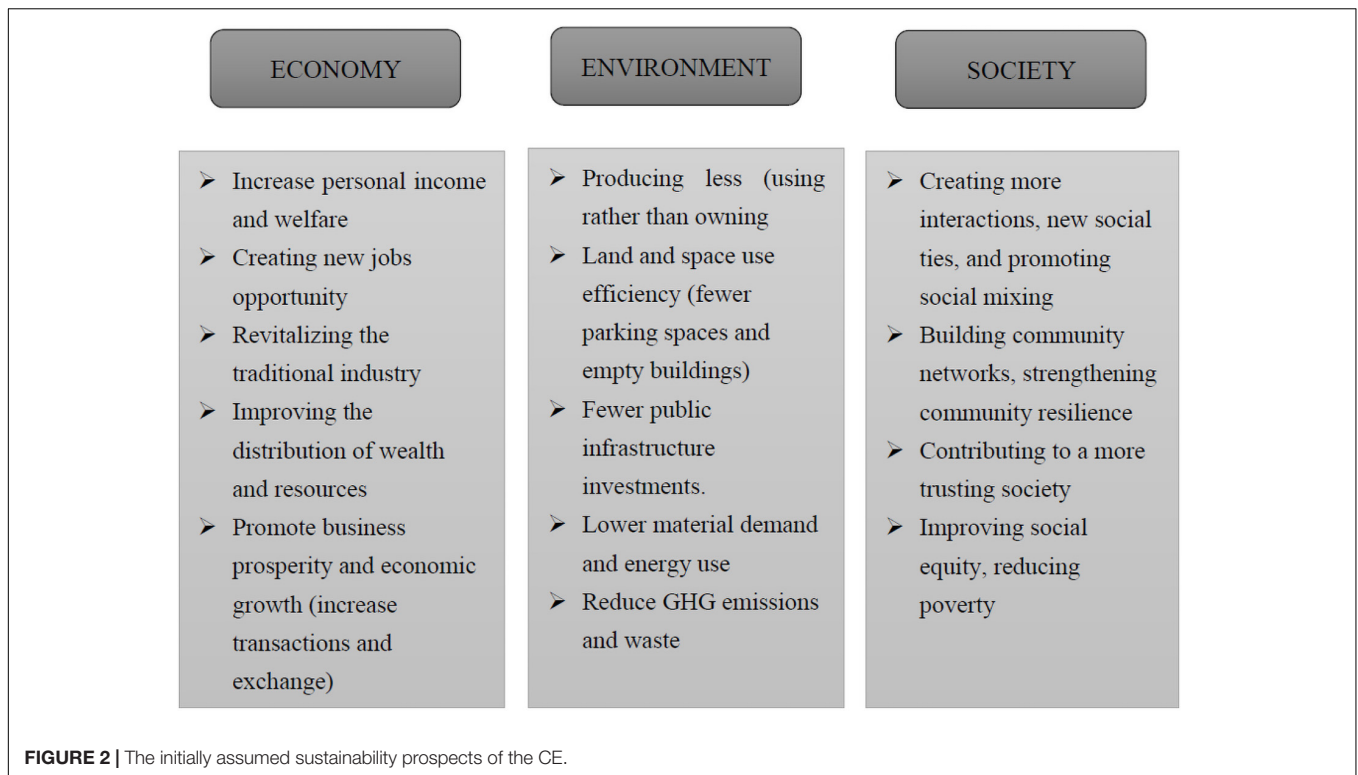 ECONOMY
➢ Increase personal income
and welfare
➢ Creating new jobs
opportunity
➢ Revitalizing the
traditional industry
➢ Improving the
distribution of wealth
and resources
➢ Promote business
prosperity and economic
growth (increase
transactions and
exchange)
ENVIRONMENT
➢ Producing less (using
rather than owning
➢ Land and space use
efficiency (fewer
parking spaces and
empty buildings)
➢ Fewer public
infrastructure
investments.
➢ Lower material demand
and energy use
➢ Reduce GHG emissions
and waste
SOCIETY
➢ Creating more
interactions, new social
ties, and promoting
social mixing
➢ Building community
networks, strengthening
community resilience
➢ Contributing to a more
trusting society
➢ Improving social
equity, reducing
poverty
FIGURE 2 | The initially assumed sustainability prospects of the CE.